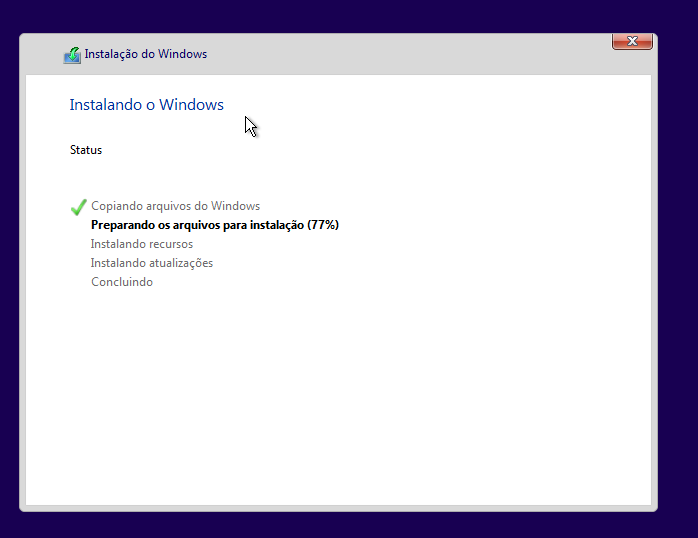 Instalação do Windows
Instalando o Windows
Status
Copiando arquivos do Windows
Preparando os arquivos para instalação (77%)
Instalando recursos
Instalando atualizações
Concluindo